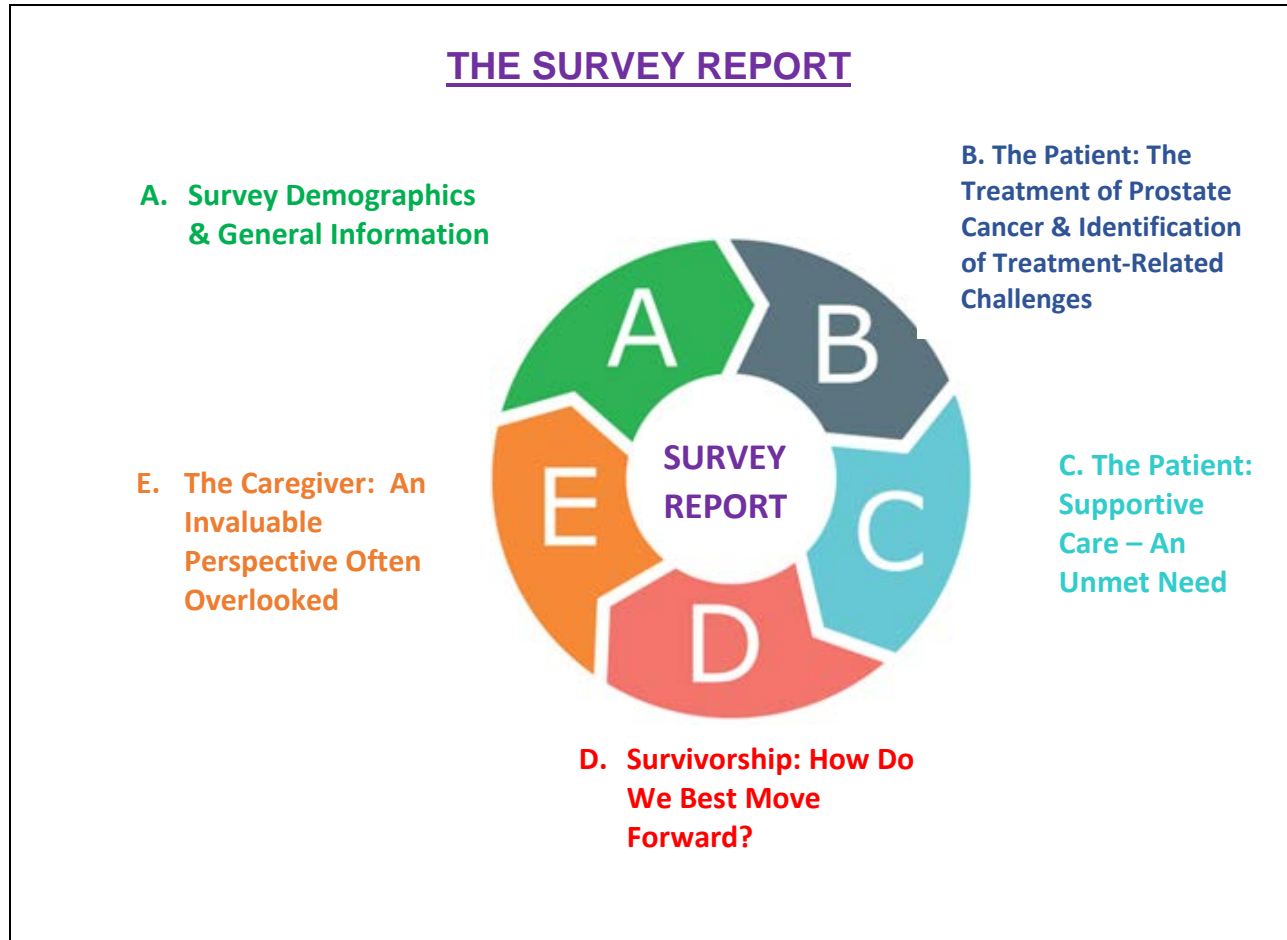 THE SURVEY REPORT
A. Survey Demographics
& General Information
B. The Patient: The
Treatment of Prostate
Cancer & Identification
of Treatment-Related
Challenges
A
B
C
D
E
SURVEY
REPORT
C. The Patient:
Supportive
Care – An
Unmet Need
E. The Caregiver: An
Invaluable
Perspective Often
Overlooked
D. Survivorship: How Do
We Best Move
Forward?